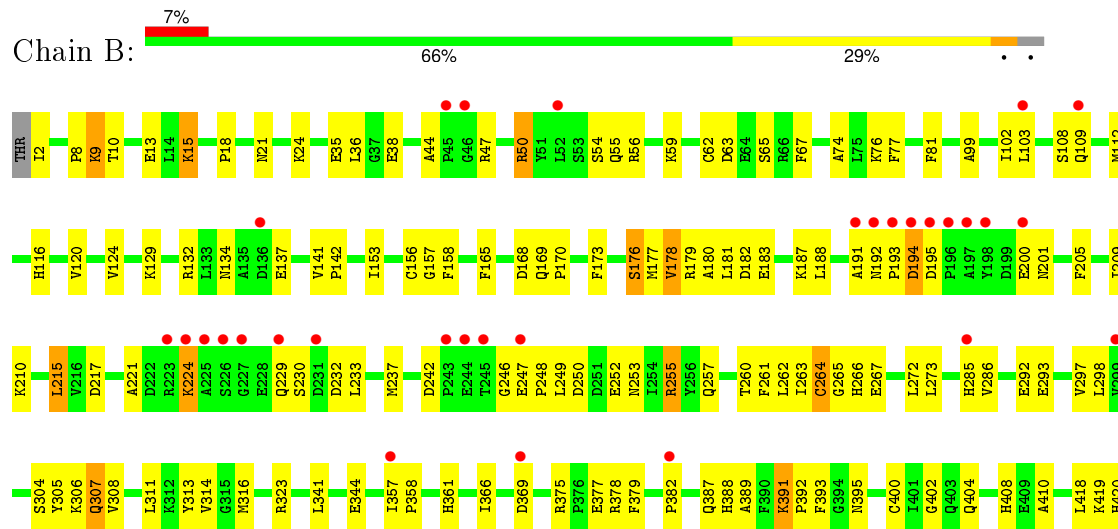 7%
Chain B:
66% 29% • •
THR I2 P8 K9 T10 E13 L14 K15 P18 N21 K24 E35 L36 G37 E38 A44 P45 G46 R47 R50 Y51 L52 S53 S54 Q55 R56 K59 C62 D63 E64 S65 R66 F67 A74 L75 K76 F77 F81 A99 I102 L103 S108 Q109 M112
H116 V120 V124 K129 R132 L133 N134 A135 D136 E137 V141 P142 I153 C156 G157 F158 F165 D168 Q169 P170 F173 S176 M177 V178 R179 A180 L181 D182 E183 K187 L188 A191 N192 P193 D194 D195 P196 A197 Y198 D199 E200 N201 F205 I209
K210 L215 V216 D217 A221 D222 R223 K224 A225 S226 G227 E228 Q229 S230 D231 D232 L233 M237 D242 P243 E244 T245 G246 E247 P248 L249 D250 D251 E252 N253 I254 R255 Y256 Q257 T260 F261 L262 I263 C264 G265 H266 E267 L272 L273 H285 V286 E292 E293 V297 L298 V299
S304 Y305 K306 Q307 V308 L311 K312 Y313 V314 G315 M316 R323 L341 E344 I357 P358 H361 I366 D369 R375 P376 E377 R378 F379 P382 Q387 H388 A389 F390 K391 P392 F393 G394 N395 C400 I401 G402 Q403 Q404 H408 E409 A410 L418 K419